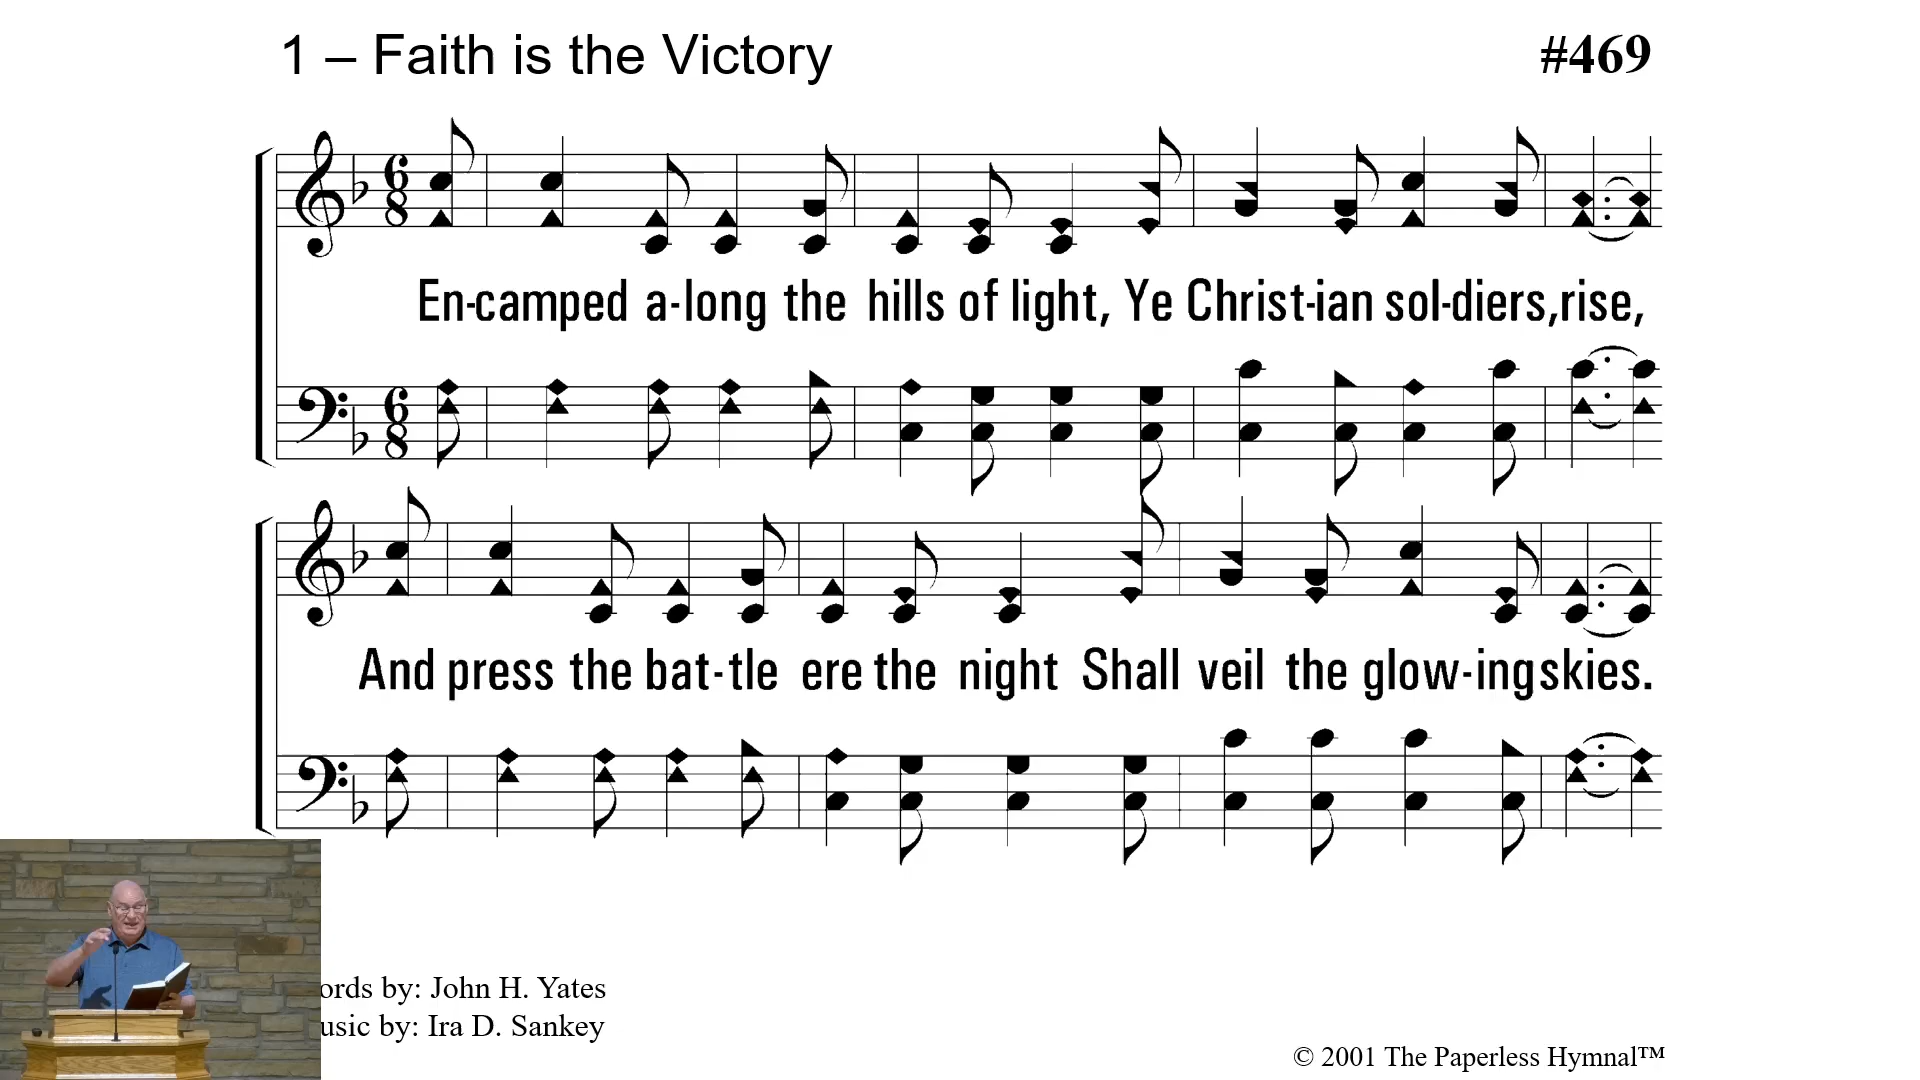 1 – Faith is the Victory
#469
En-camped a-long the hills of light, Ye Christ-ian sol-diers,rise,
And press the bat-tle ere the night Shall veil the glow-ing skies.
ords by: John H. Yates
usic by: Ira D. Sankey
© 2001 The Paperless Hymnal™